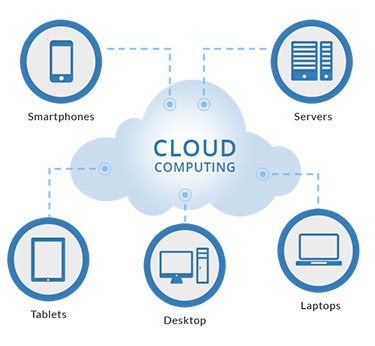 Smartphones
Servers
CLOUD
COMPUTING
Tablets
Desktop
Laptops